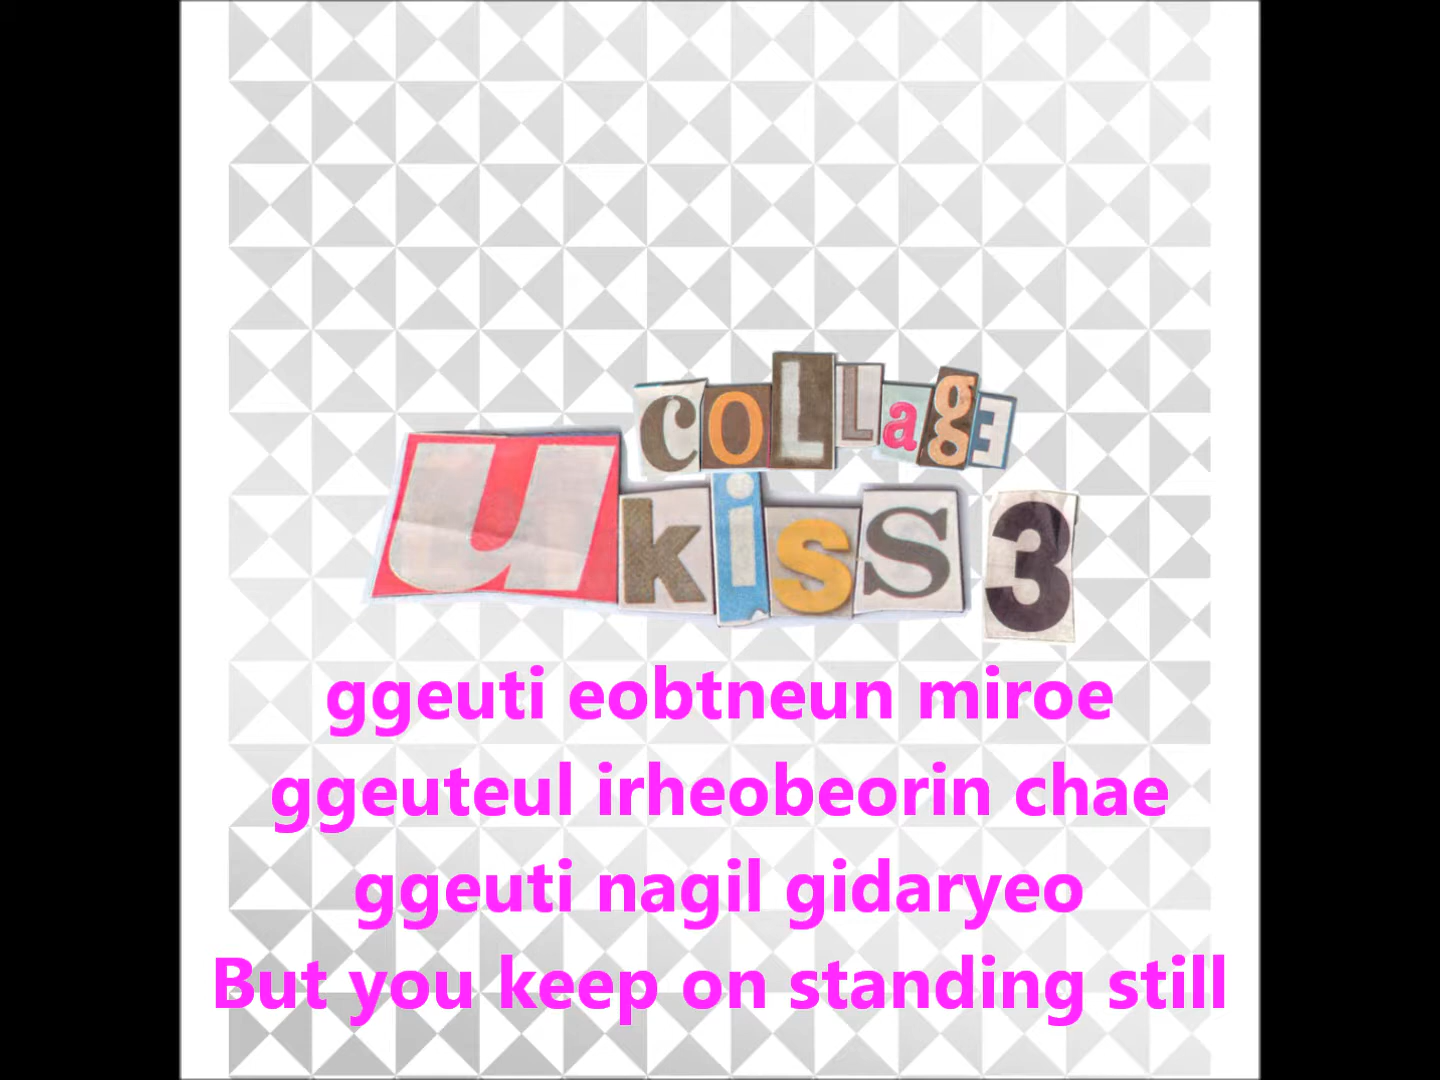 collage
ukiss 3
ggeuti eobtneun miroe
ggeuteul irheobeorin chae
ggeuti nagil gidaryeo
But you keep on standing still